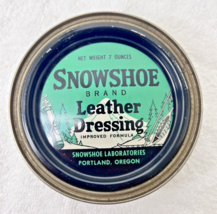 NET WEIGHT 7 OUNCES
SNOWSHOE
BRAND
Leather
Dressing
IMPROVED FORMULA
SNOWSHOE LABORATORIES
PORTLAND, OREGON